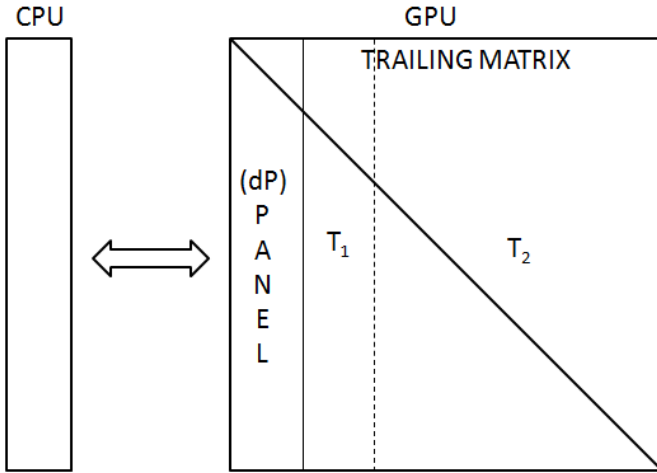 CPU
GPU
TRAILING MATRIX
(dP)
P
A
N
E
L
T₁
T₂